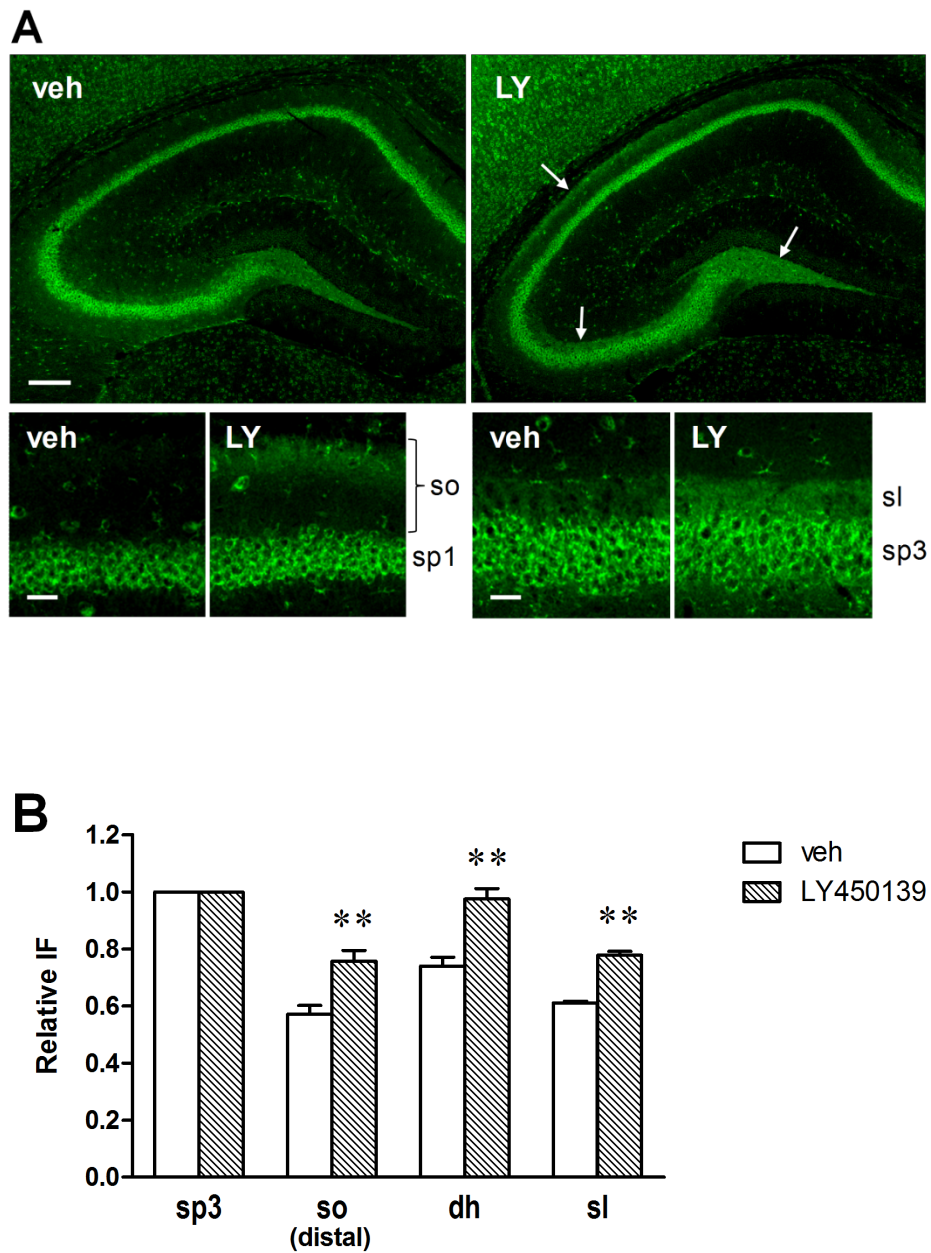 A
veh
LY
veh
LY
so
sp1
veh
LY
sl
sp3
B
Relative IF
1.2
1.0
0.8
0.6
0.4
0.2
0.0
**
**
**
sp3
so
(distal)
dh
sl
veh
LY450139